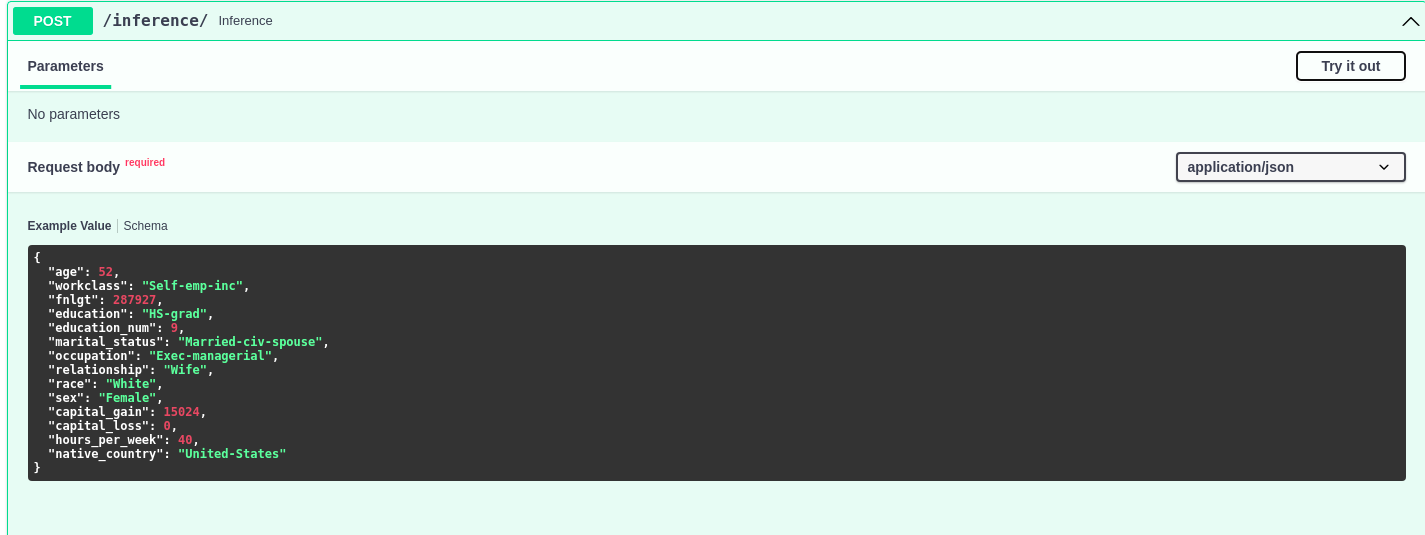 POST /inference/ Inference
Parameters Try it out
No parameters
Request body required application/json
Example Value Schema
{
  "age": 52,
  "workclass": "Self-emp-inc",
  "fnlgt": 287927,
  "education": "HS-grad",
  "education_num": 9,
  "marital_status": "Married-civ-spouse",
  "occupation": "Exec-managerial",
  "relationship": "Wife",
  "race": "White",
  "sex": "Female",
  "capital_gain": 15024,
  "capital_loss": 0,
  "hours_per_week": 40,
  "native_country": "United-States"
}